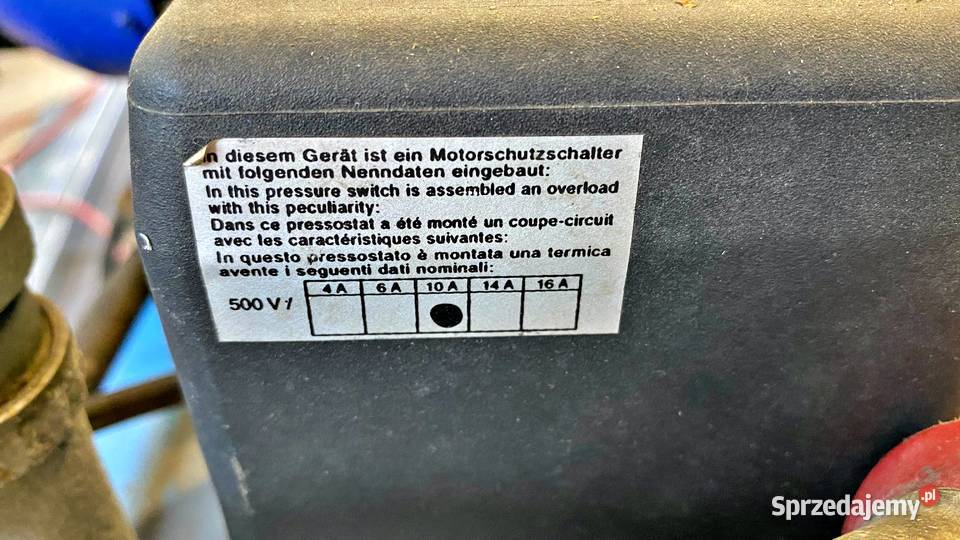 In diesem Gerät ist ein Motorschutzschalter
mit folgenden Nenndaten eingebaut:
In this pressure switch is assembled an overload
with this peculiarity:
Dans ce pressostat a été monté un coupe-circuit
avec les caractéristiques suivantes:
In questo pressostato è montata una termica
avente i seguenti dati nominali:
500 V 4 A 6 A 10 A 14 A 16 A
Sprzedajemy.pl